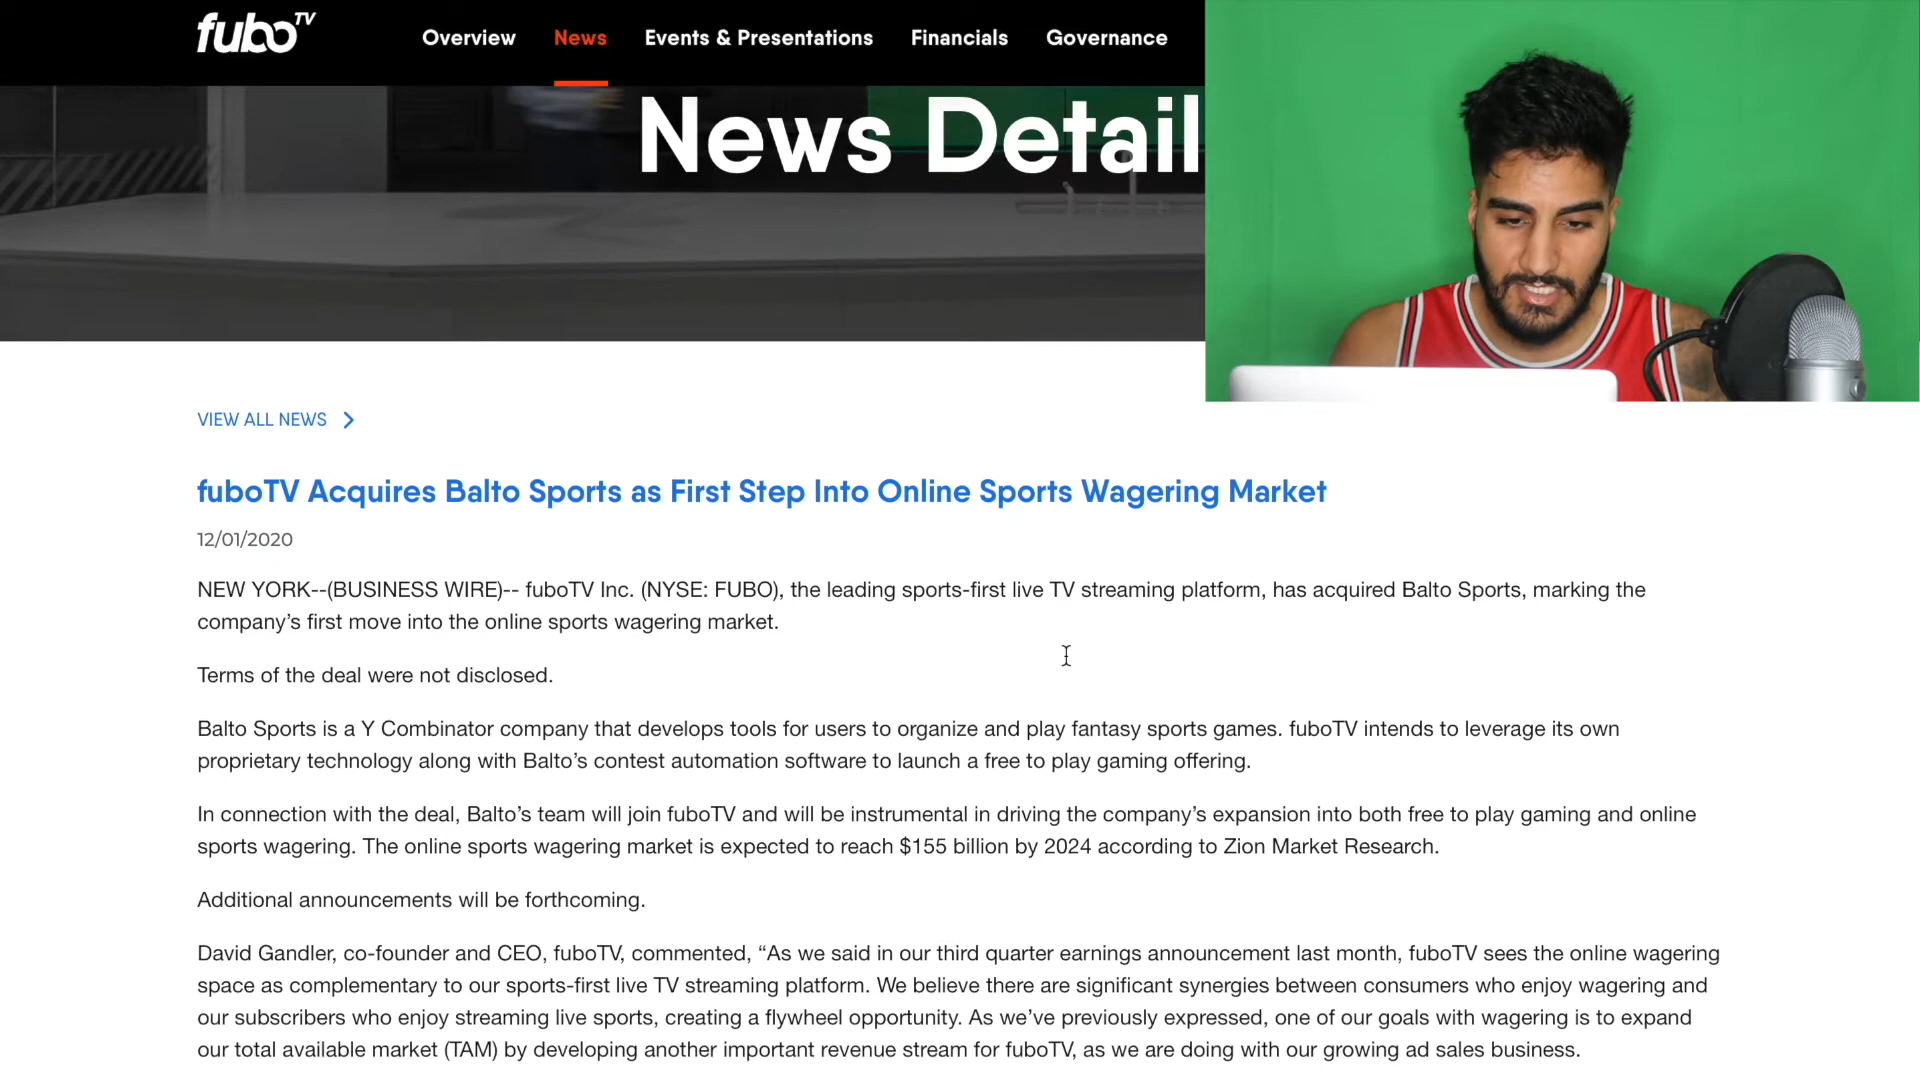 fuboTV
Overview News Events & Presentations Financials Governance
News Detail
VIEW ALL NEWS
fuboTV Acquires Balto Sports as First Step Into Online Sports Wagering Market
12/01/2020
NEW YORK--(BUSINESS WIRE)-- fuboTV Inc. (NYSE: FUBO), the leading sports-first live TV streaming platform, has acquired Balto Sports, marking the
company’s first move into the online sports wagering market.
Terms of the deal were not disclosed.
Balto Sports is a Y Combinator company that develops tools for users to organize and play fantasy sports games. fuboTV intends to leverage its own
proprietary technology along with Balto’s contest automation software to launch a free to play gaming offering.
In connection with the deal, Balto’s team will join fuboTV and will be instrumental in driving the company’s expansion into both free to play gaming and online
sports wagering. The online sports wagering market is expected to reach $155 billion by 2024 according to Zion Market Research.
Additional announcements will be forthcoming.
David Gandler, co-founder and CEO, fuboTV, commented, “As we said in our third quarter earnings announcement last month, fuboTV sees the online wagering
space as complementary to our sports-first live TV streaming platform. We believe there are significant synergies between consumers who enjoy wagering and
our subscribers who enjoy streaming live sports, creating a flywheel opportunity. As we’ve previously expressed, one of our goals with wagering is to expand
our total available market (TAM) by developing another important revenue stream for fuboTV, as we are doing with our growing ad sales business.